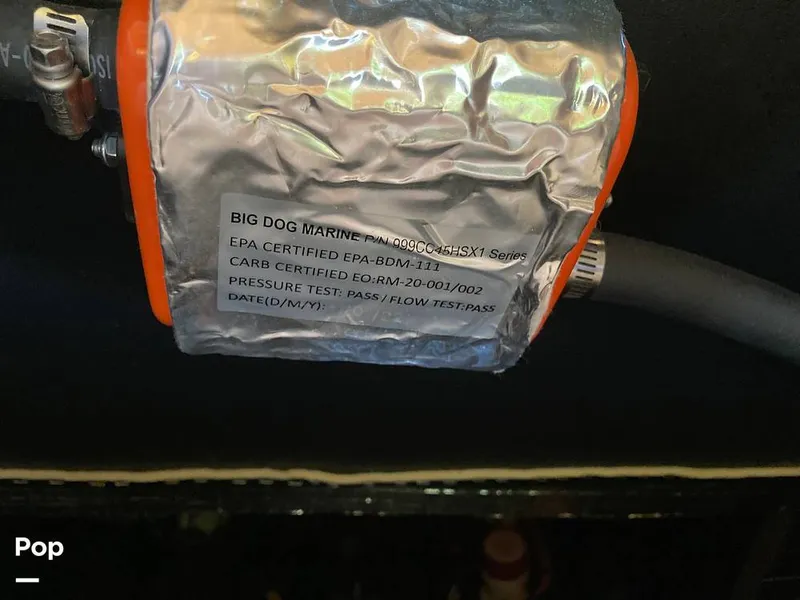 BIG DOG MARINE P/N 999CC45HSX1 Series
EPA CERTIFIED EPA-BDM-111
CARB CERTIFIED EO:RM-20-001/002
PRESSURE TEST: PASS / FLOW TEST:PASS
DATE(D/M/Y):
Pop